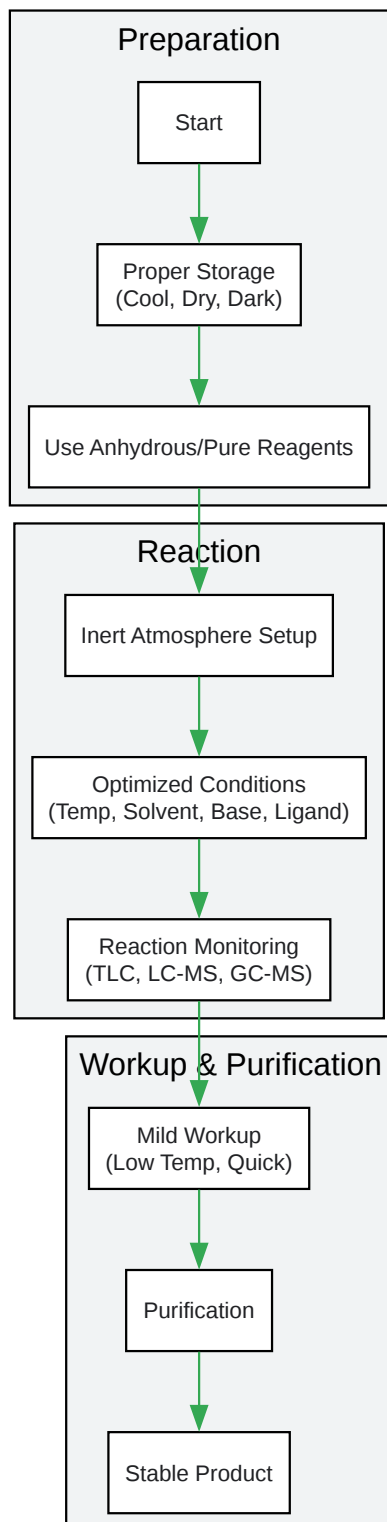 Preparation
Start
Proper Storage
(Cool, Dry, Dark)
Use Anhydrous/Pure Reagents
Reaction
Inert Atmosphere Setup
Optimized Conditions
(Temp, Solvent, Base, Ligand)
Reaction Monitoring
(TLC, LC-MS, GC-MS)
Workup & Purification
Mild Workup
(Low Temp, Quick)
Purification
Stable Product